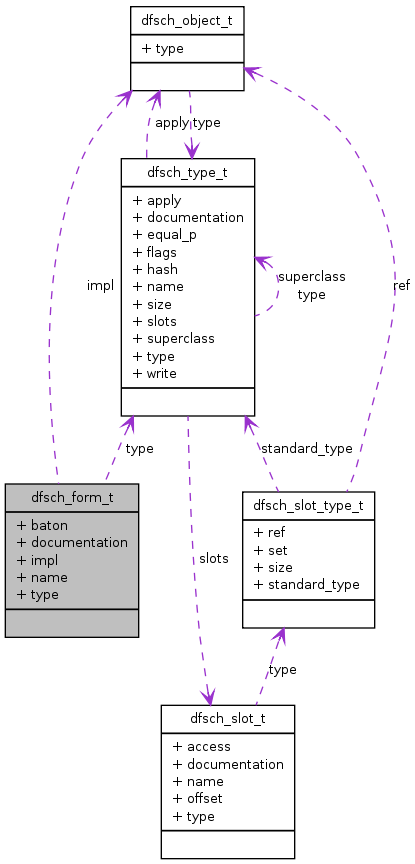 dfsch_object_t
+ type
apply type
dfsch_type_t
+ apply
+ documentation
+ equal_p
+ flags
+ hash
+ name
+ size
+ slots
+ superclass
+ type
+ write
superclass
type
impl
ref
type
standard_type
dfsch_form_t
+ baton
+ documentation
+ impl
+ name
+ type
slots
dfsch_slot_type_t
+ ref
+ set
+ size
+ standard_type
type
dfsch_slot_t
+ access
+ documentation
+ name
+ offset
+ type